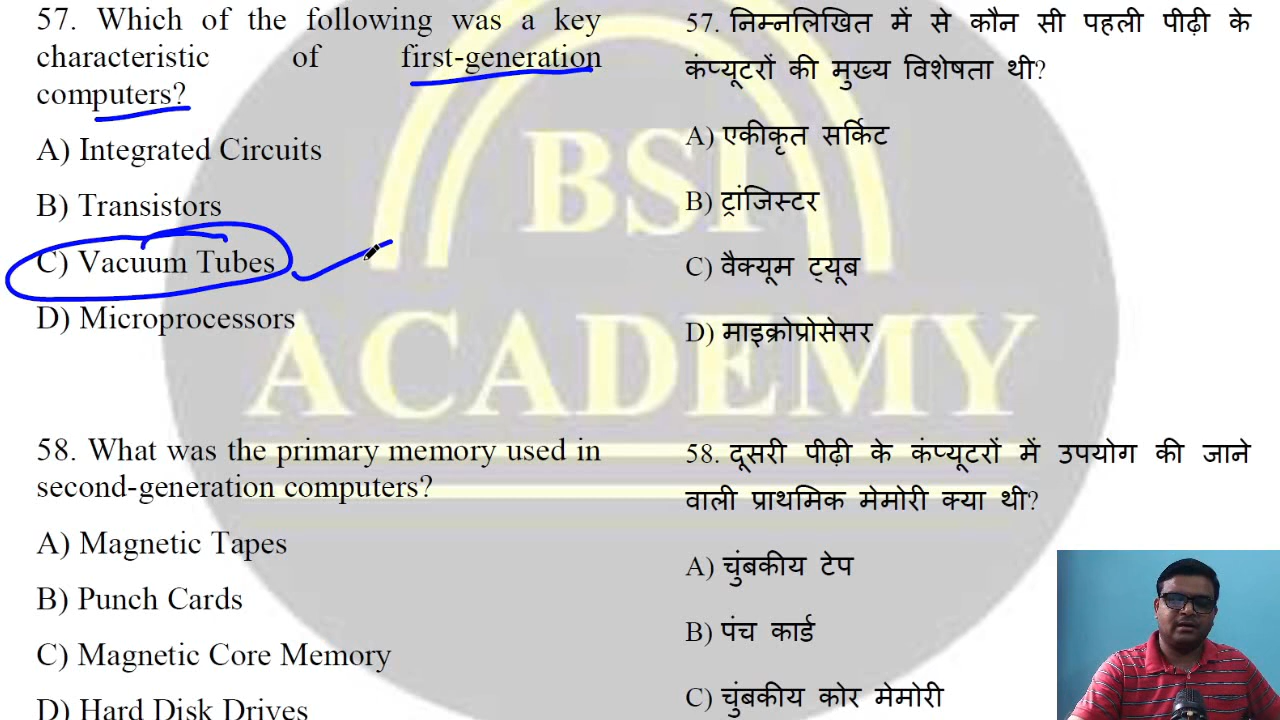 57. Which of the following was a key
characteristic of first-generation
computers?
A) Integrated Circuits
B) Transistors
C) Vacuum Tubes
D) Microprocessors
58. What was the primary memory used in
second-generation computers?
A) Magnetic Tapes
B) Punch Cards
C) Magnetic Core Memory
D) Hard Disk Drives
57. निम्नलिखित में से कौन सी पहली पीढ़ी के
कंप्यूटरों की मुख्य विशेषता थी?
A) एकीकृत सर्किट
B) ट्रांजिस्टर
C) वैक्यूम ट्यूब
D) माइक्रोप्रोसेसर
58. दूसरी पीढ़ी के कंप्यूटरों में उपयोग की जाने
वाली प्राथमिक मेमोरी क्या थी?
A) चुंबकीय टेप
B) पंच कार्ड
C) चुंबकीय कोर मेमोरी
BSI
ACADEMY